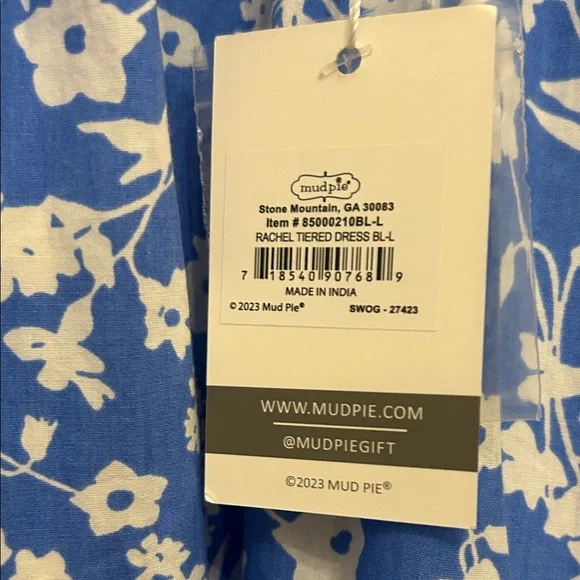 mudpie®
Stone Mountain, GA 30083
Item # 85000210BL-L
RACHEL TIERED DRESS BL-L
7 18540 90768 9
MADE IN INDIA
©2023 Mud Pie® SWOG - 27423
WWW.MUDPIE.COM
@MUDPIEGIFT
©2023 MUD PIE®